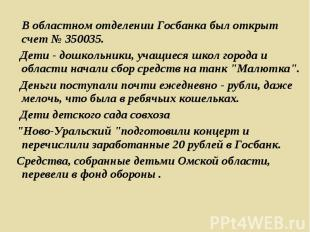 В областном отделении Госбанка был открыт
счет № 350035.
Дети - дошкольники, учащиеся школ города и
области начали сбор средств на танк "Малютка".
Деньги поступали почти ежедневно - рубли, даже
мелочь, что была в ребячьих кошельках.
Дети детского сада совхоза
"Ново-Уральский "подготовили концерт и
перечислили заработанные 20 рублей в Госбанк.
Средства, собранные детьми Омской области,
перевели в фонд обороны .
PPt4WEB.ru